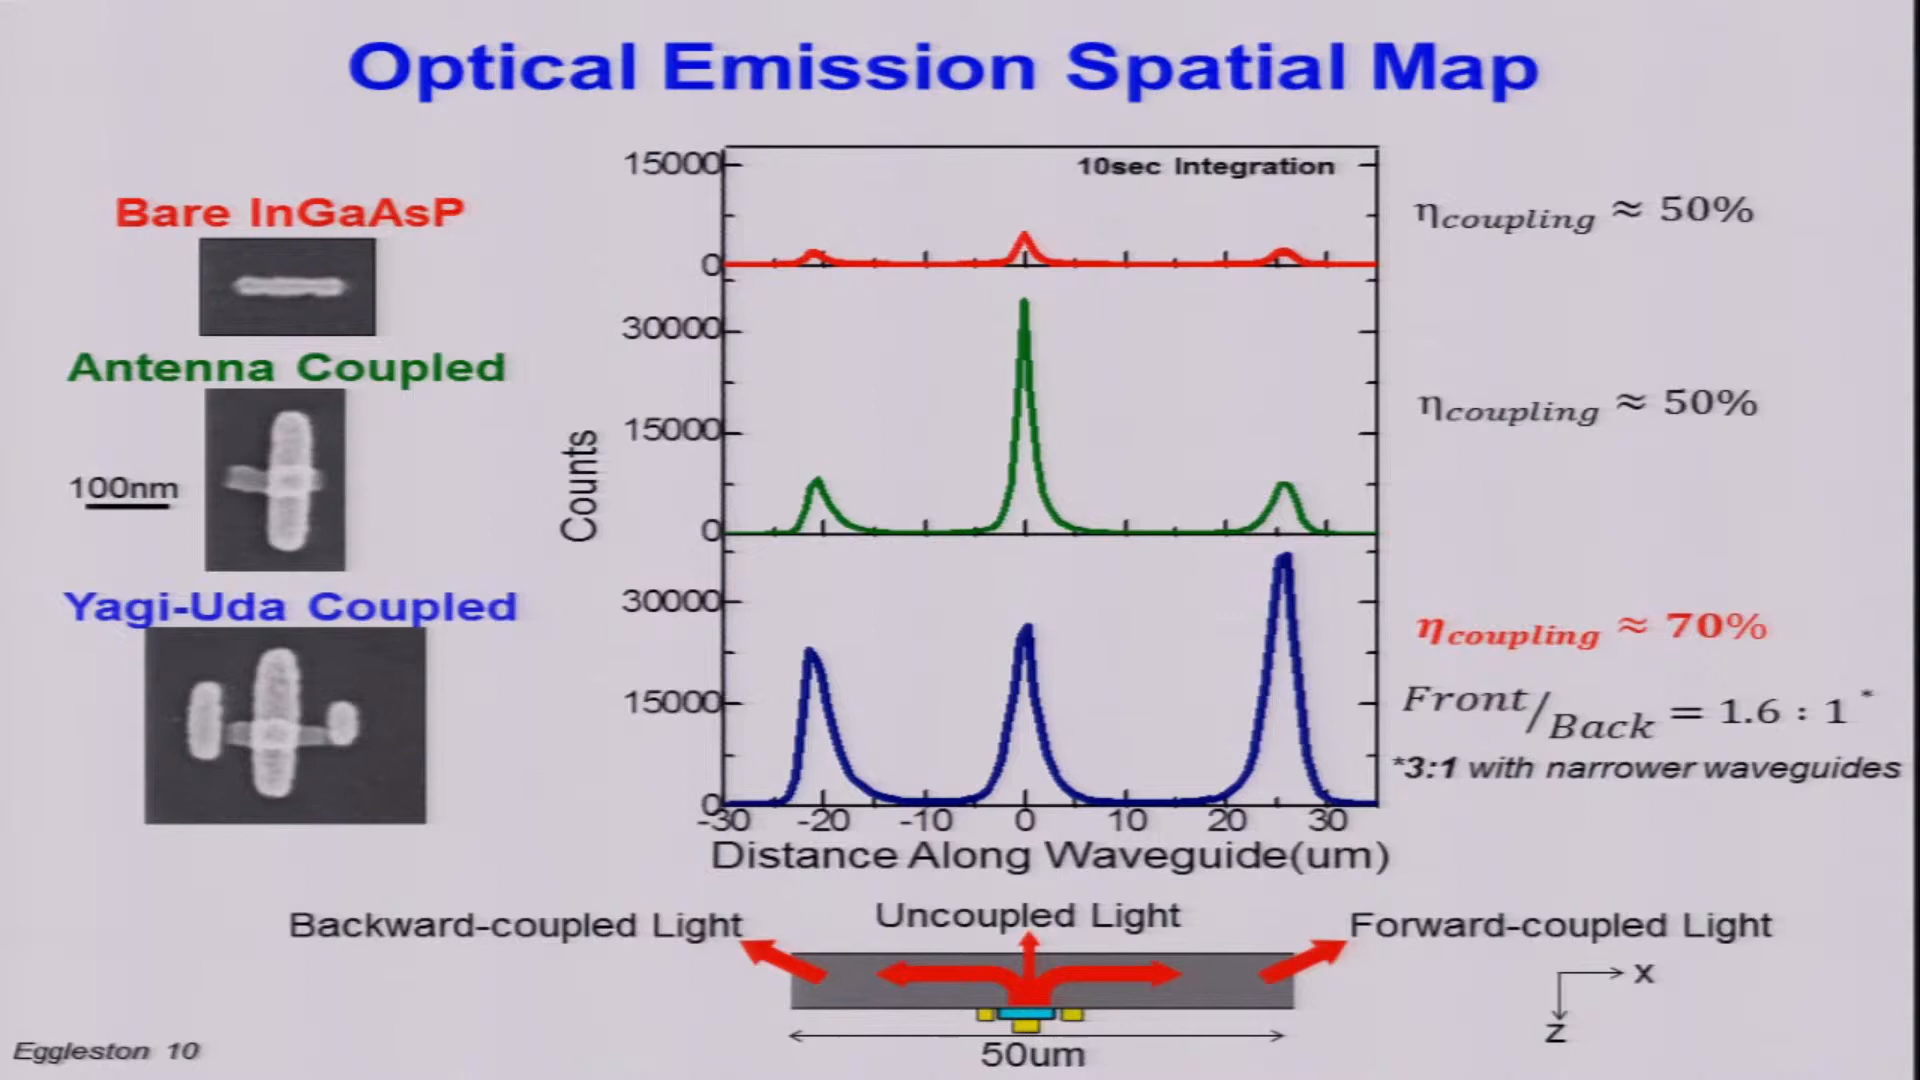 Optical Emission Spatial Map
Bare InGaAsP
Antenna Coupled
100nm
Yagi-Uda Coupled
10sec Integration
15000
0
30000
15000
0
30000
15000
0
Counts
-30 -20 -10 0 10 20 30
Distance Along Waveguide(um)
ηcoupling ≈ 50%
ηcoupling ≈ 50%
ηcoupling ≈ 70%
Front/Back = 1.6 : 1 *
*3:1 with narrower waveguides
Backward-coupled Light
Uncoupled Light
Forward-coupled Light
50um
x
z
Eggleston 10